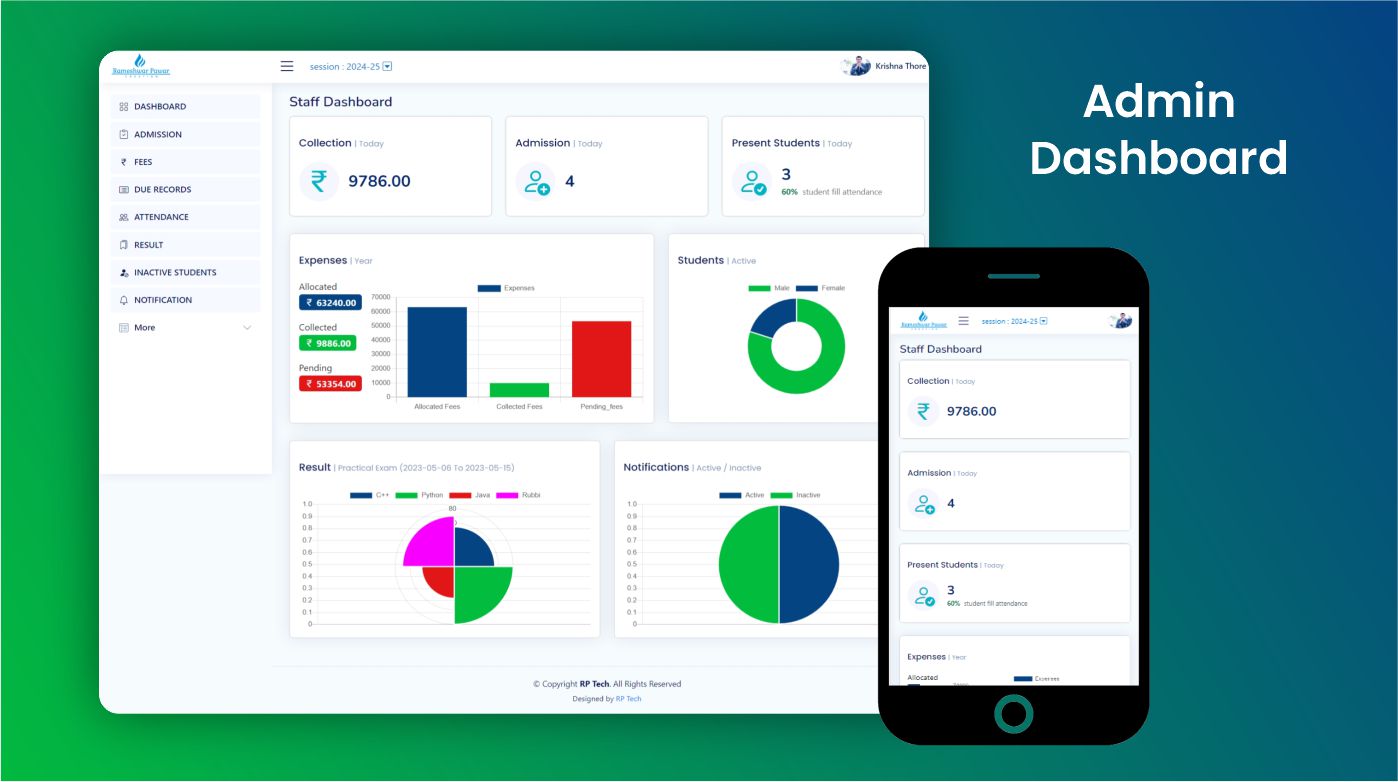 Admin
Dashboard
Rameshwar Pawar
session : 2024-25
Krishna Thore
DASHBOARD
ADMISSION
₹ FEES
DUE RECORDS
ATTENDANCE
RESULT
INACTIVE STUDENTS
NOTIFICATION
More
Staff Dashboard
Collection | Today
₹ 9786.00
Admission | Today
4
Present Students | Today
3
60% student fill attendance
Expenses | Year
Allocated
₹ 63240.00
Collected
₹ 9886.00
Pending
₹ 53354.00
Expenses
70000
60000
50000
40000
30000
20000
10000
0
Allocated Fees Collected Fees Pending_fees
Students | Active
Male Female
Result | Practical Exam (2023-05-06 To 2023-05-15)
C++ Python Java Rubbi
1.0
0.9
0.8
0.7
0.6
0.5
0.4
0.3
0.2
0.1
0
80
Notifications | Active / Inactive
Active Inactive
1.0
0.9
0.8
0.7
0.6
0.5
0.4
0.3
0.2
0.1
0
© Copyright RP Tech. All Rights Reserved
Designed by RP Tech
Rameshwar Pawar
session : 2024-25
Staff Dashboard
Collection | Today
₹ 9786.00
Admission | Today
4
Present Students | Today
3
60% student fill attendance
Expenses | Year
Allocated
Expenses